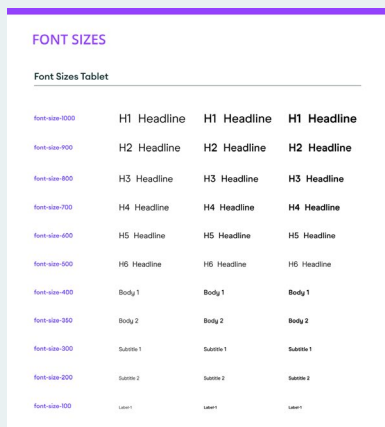 FONT SIZES
Font Sizes Tablet
font-size-1000 H1 Headline H1 Headline H1 Headline
font-size-900 H2 Headline H2 Headline H2 Headline
font-size-800 H3 Headline H3 Headline H3 Headline
font-size-700 H4 Headline H4 Headline H4 Headline
font-size-600 H5 Headline H5 Headline H5 Headline
font-size-500 H6 Headline H6 Headline H6 Headline
font-size-400 Body 1 Body 1 Body 1
font-size-350 Body 2 Body 2 Body 2
font-size-300 Subtitle 1 Subtitle 1 Subtitle 1
font-size-200 Subtitle 2 Subtitle 2 Subtitle 2
font-size-100 Label-1 Label-1 Label-1